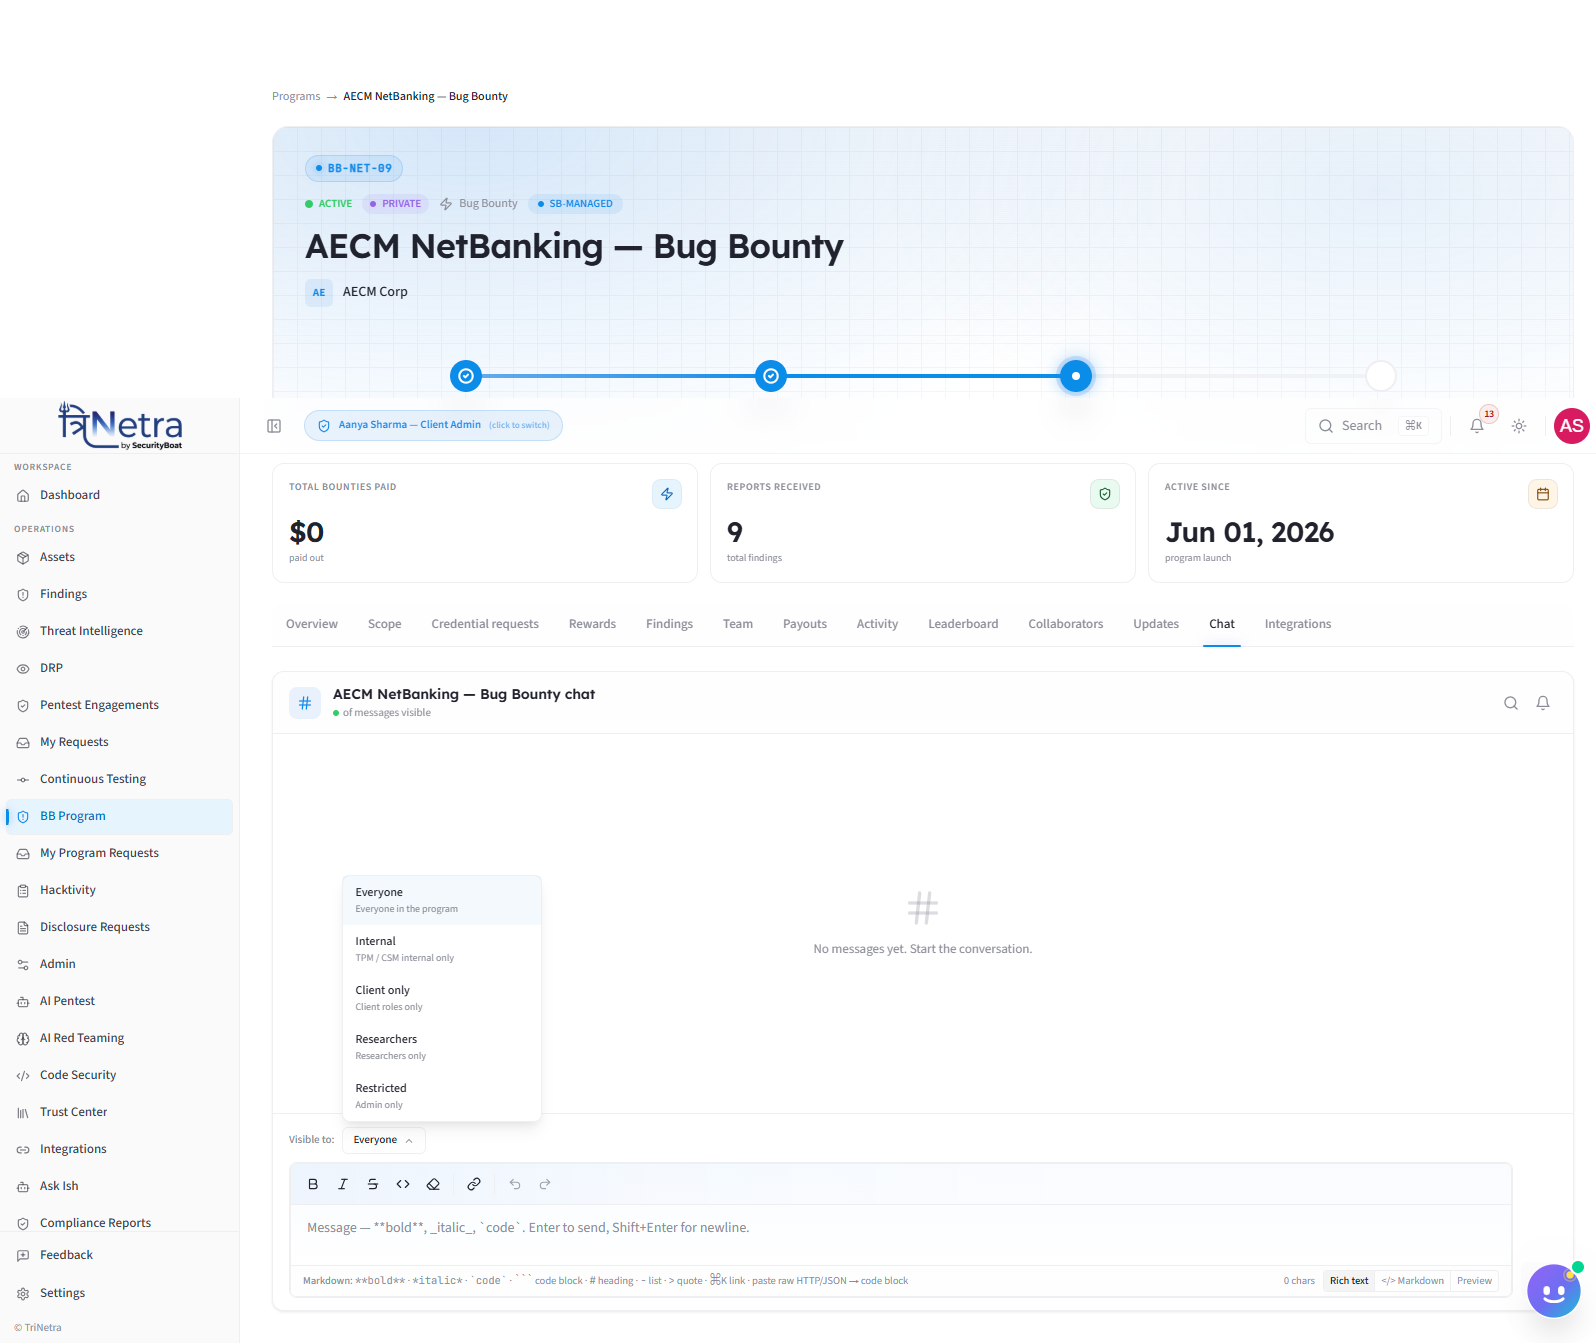 Programs → AECM NetBanking — Bug Bounty
BB-NET-09
ACTIVE PRIVATE Bug Bounty SB-MANAGED
AECM NetBanking — Bug Bounty
AE AECM Corp
त्रिNetra
by SecurityBoat
Aanya Sharma — Client Admin (click to switch)
Search ⌘K
13
AS
WORKSPACE
Dashboard
OPERATIONS
Assets
Findings
Threat Intelligence
DRP
Pentest Engagements
My Requests
Continuous Testing
BB Program
My Program Requests
Hacktivity
Disclosure Requests
Admin
AI Pentest
AI Red Teaming
Code Security
Trust Center
Integrations
Ask Ish
Compliance Reports
Feedback
Settings
© TriNetra
TOTAL BOUNTIES PAID
$0
paid out
REPORTS RECEIVED
9
total findings
ACTIVE SINCE
Jun 01, 2026
program launch
Overview Scope Credential requests Rewards Findings Team Payouts Activity Leaderboard Collaborators Updates Chat Integrations
# AECM NetBanking — Bug Bounty chat
of messages visible
#
No messages yet. Start the conversation.
Everyone
Everyone in the program
Internal
TPM / CSM internal only
Client only
Client roles only
Researchers
Researchers only
Restricted
Admin only
Visible to: Everyone
Message — **bold**, _italic_, `code`. Enter to send, Shift+Enter for newline.
Markdown: **bold** · *italic* · `code` · ``` code block · # heading · - list · > quote · ⌘K link · paste raw HTTP/JSON → code block
0 chars Rich text </> Markdown Preview